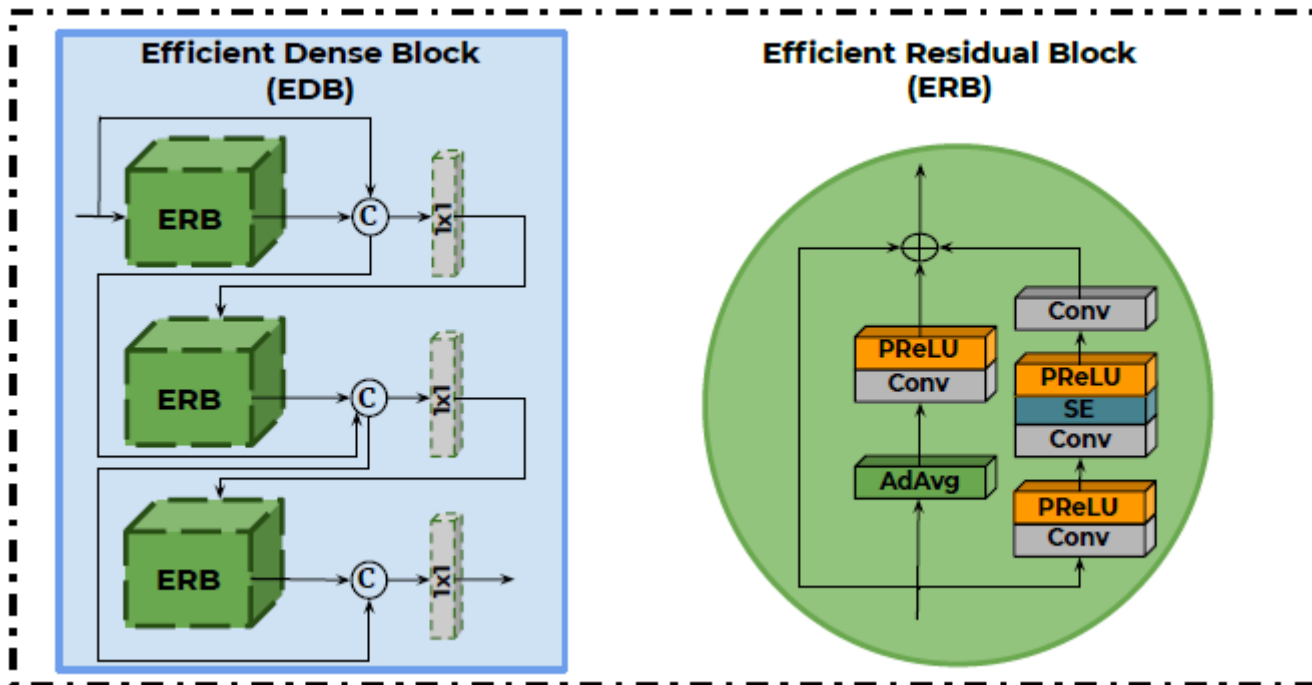 Efficient Dense Block
(EDB)
ERB
C
1x1
ERB
C
1x1
ERB
C
1x1
Efficient Residual Block
(ERB)
PReLU
Conv
AdAvg
Conv
PReLU
SE
Conv
PReLU
Conv